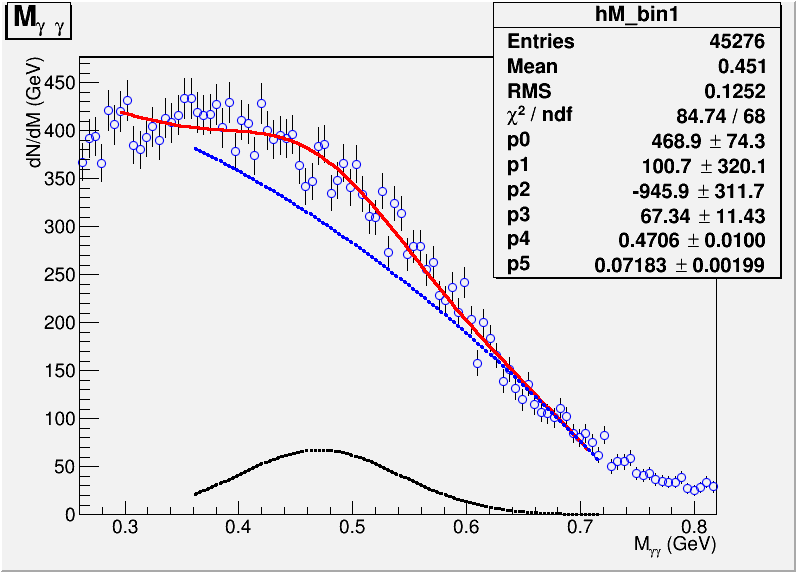 Mγ γ
hM_bin1
Entries 45276
Mean 0.451
RMS 0.1252
χ² / ndf 84.74 / 68
p0 468.9 ± 74.3
p1 100.7 ± 320.1
p2 -945.9 ± 311.7
p3 67.34 ± 11.43
p4 0.4706 ± 0.0100
p5 0.07183 ± 0.00199
dN/dM (GeV)
450
400
350
300
250
200
150
100
50
0
0.3 0.4 0.5 0.6 0.7 0.8
Mγγ (GeV)